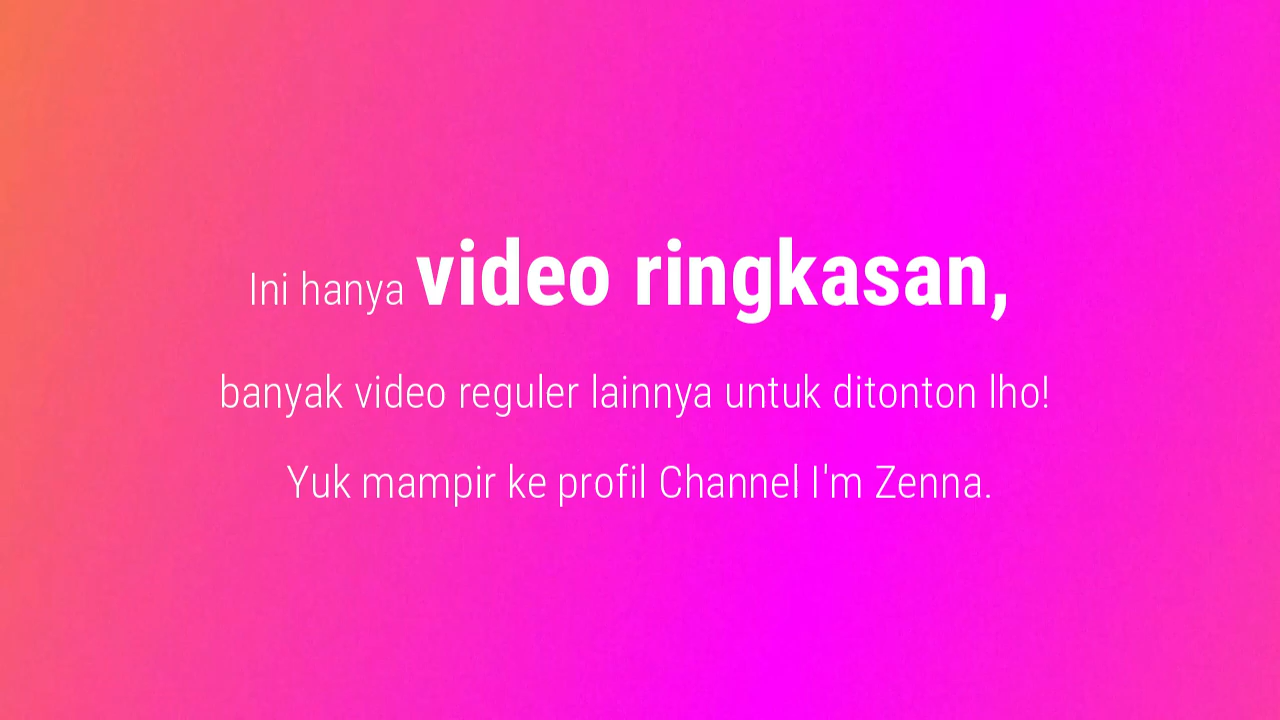 Ini hanya video ringkasan,
banyak video reguler lainnya untuk ditonton lho!
Yuk mampir ke profil Channel I'm Zenna.